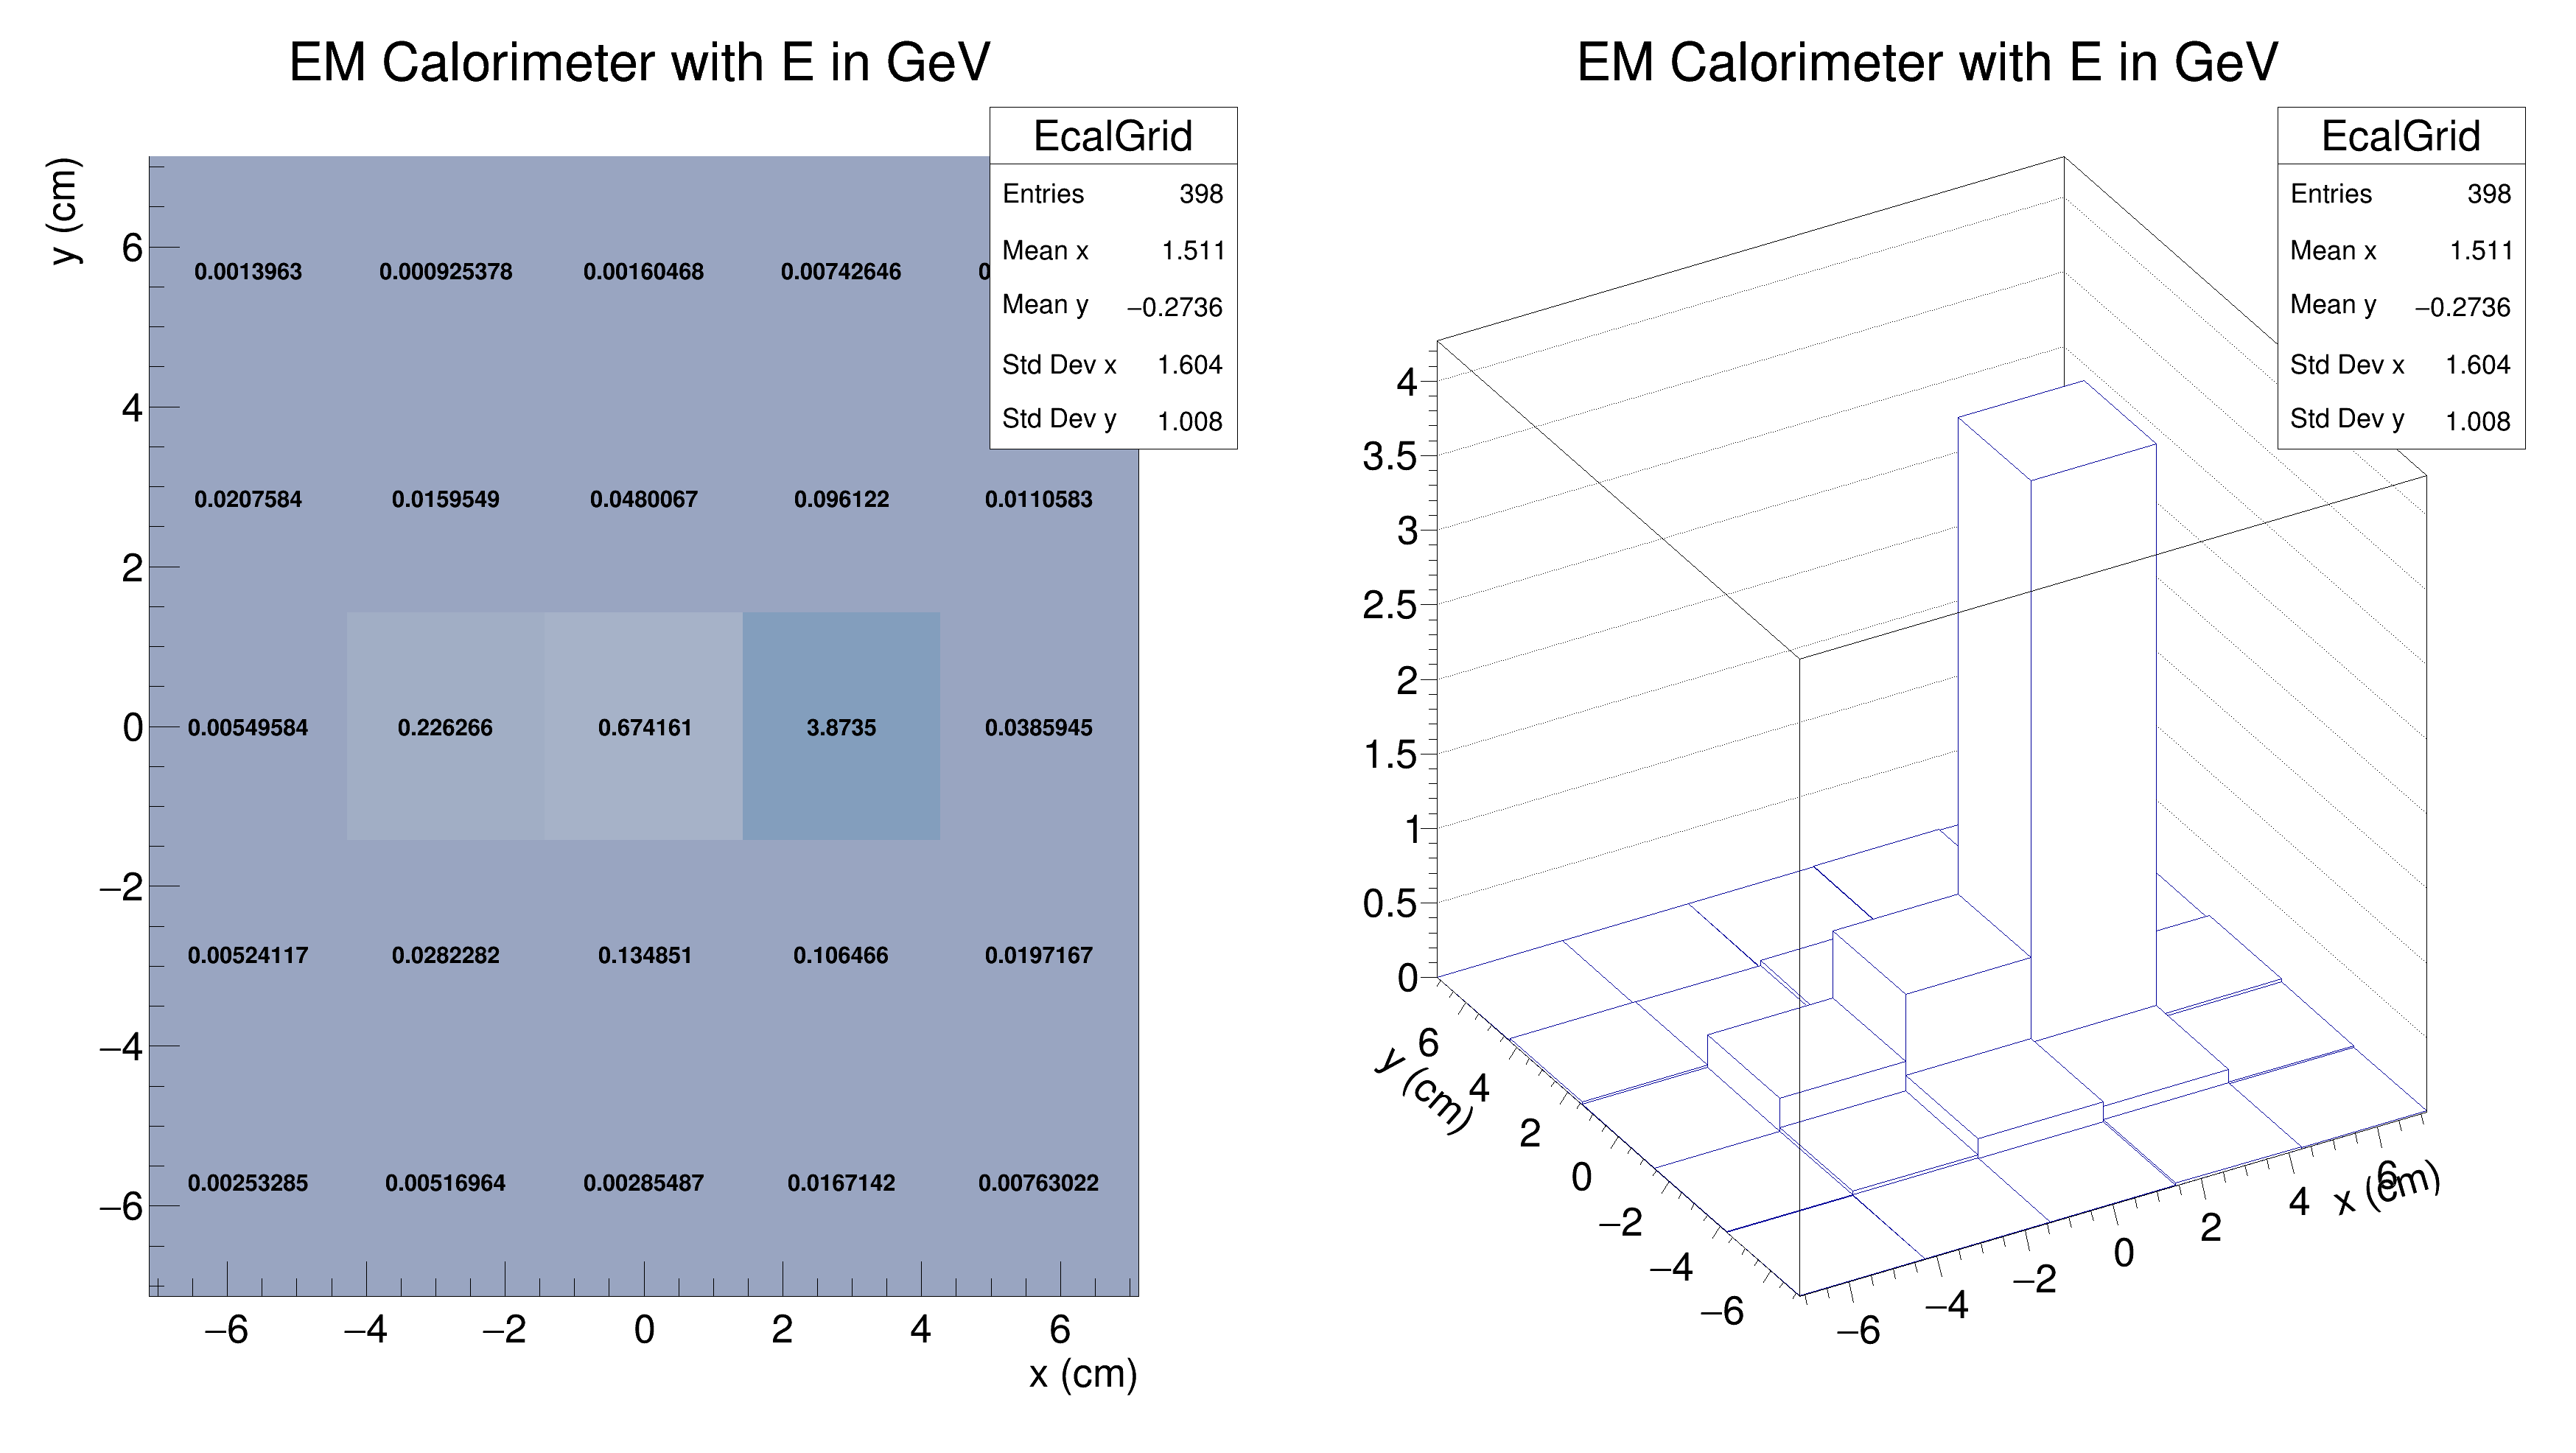 EM Calorimeter with E in GeV
EcalGrid
Entries 398
Mean x 1.511
Mean y −0.2736
Std Dev x 1.604
Std Dev y 1.008
y (cm)
6
4
2
0
−2
−4
−6
0.0013963 0.000925378 0.00160468 0.00742646
0.0207584 0.0159549 0.0480067 0.096122 0.0110583
0.00549584 0.226266 0.674161 3.8735 0.0385945
0.00524117 0.0282282 0.134851 0.106466 0.0197167
0.00253285 0.00516964 0.00285487 0.0167142 0.00763022
−6 −4 −2 0 2 4 6
x (cm)
EM Calorimeter with E in GeV
EcalGrid
Entries 398
Mean x 1.511
Mean y −0.2736
Std Dev x 1.604
Std Dev y 1.008
4
3.5
3
2.5
2
1.5
1
0.5
0
y (cm)
6
4
2
0
−2
−4
−6
−6 −4 −2 0 2 4 6
x (cm)